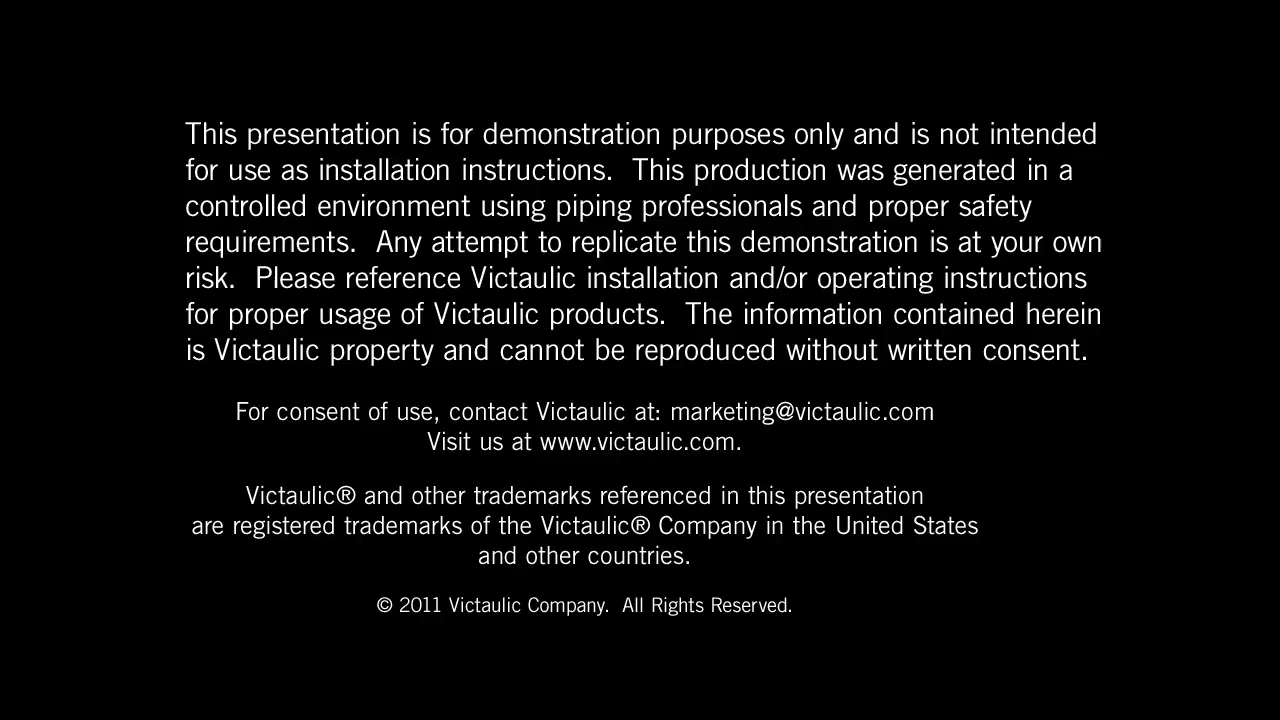 This presentation is for demonstration purposes only and is not intended
for use as installation instructions.  This production was generated in a
controlled environment using piping professionals and proper safety
requirements.  Any attempt to replicate this demonstration is at your own
risk.  Please reference Victaulic installation and/or operating instructions
for proper usage of Victaulic products.  The information contained herein
is Victaulic property and cannot be reproduced without written consent.
For consent of use, contact Victaulic at: marketing@victaulic.com
Visit us at www.victaulic.com.
Victaulic® and other trademarks referenced in this presentation
are registered trademarks of the Victaulic® Company in the United States
and other countries.
© 2011 Victaulic Company.  All Rights Reserved.